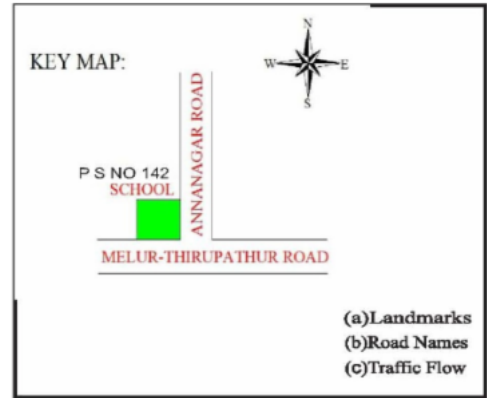 N
KEY MAP:
W E
S
ANNANAGAR ROAD
P S NO 142
SCHOOL
MELUR-THIRUPATHUR ROAD
(a)Landmarks
(b)Road Names
(c)Traffic Flow